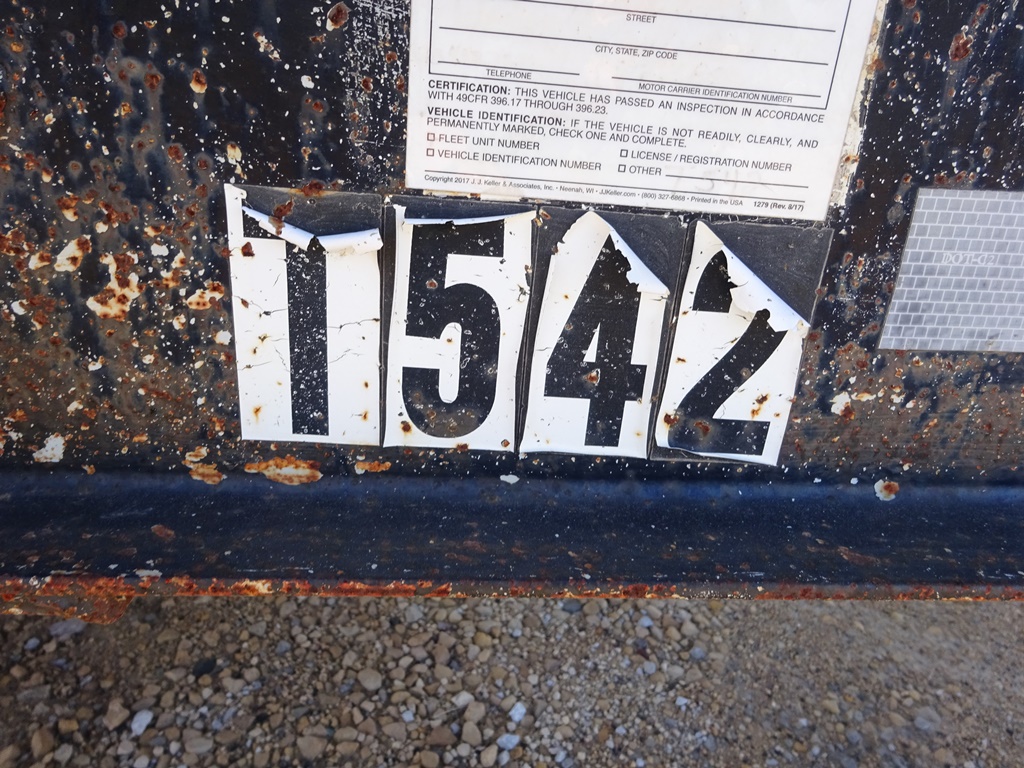 STREET
CITY, STATE, ZIP CODE
TELEPHONE MOTOR CARRIER IDENTIFICATION NUMBER
CERTIFICATION: THIS VEHICLE HAS PASSED AN INSPECTION IN ACCORDANCE
WITH 49CFR 396.17 THROUGH 396.23.
VEHICLE IDENTIFICATION: IF THE VEHICLE IS NOT READILY, CLEARLY, AND
PERMANENTLY MARKED, CHECK ONE AND COMPLETE.
FLEET UNIT NUMBER LICENSE / REGISTRATION NUMBER
VEHICLE IDENTIFICATION NUMBER OTHER
Copyright 2017 J. J. Keller & Associates, Inc. • Neenah, WI • JJKeller.com • (800) 327-6868 • Printed in the USA 1279 (Rev. 8/17)
1542
DOT-C2